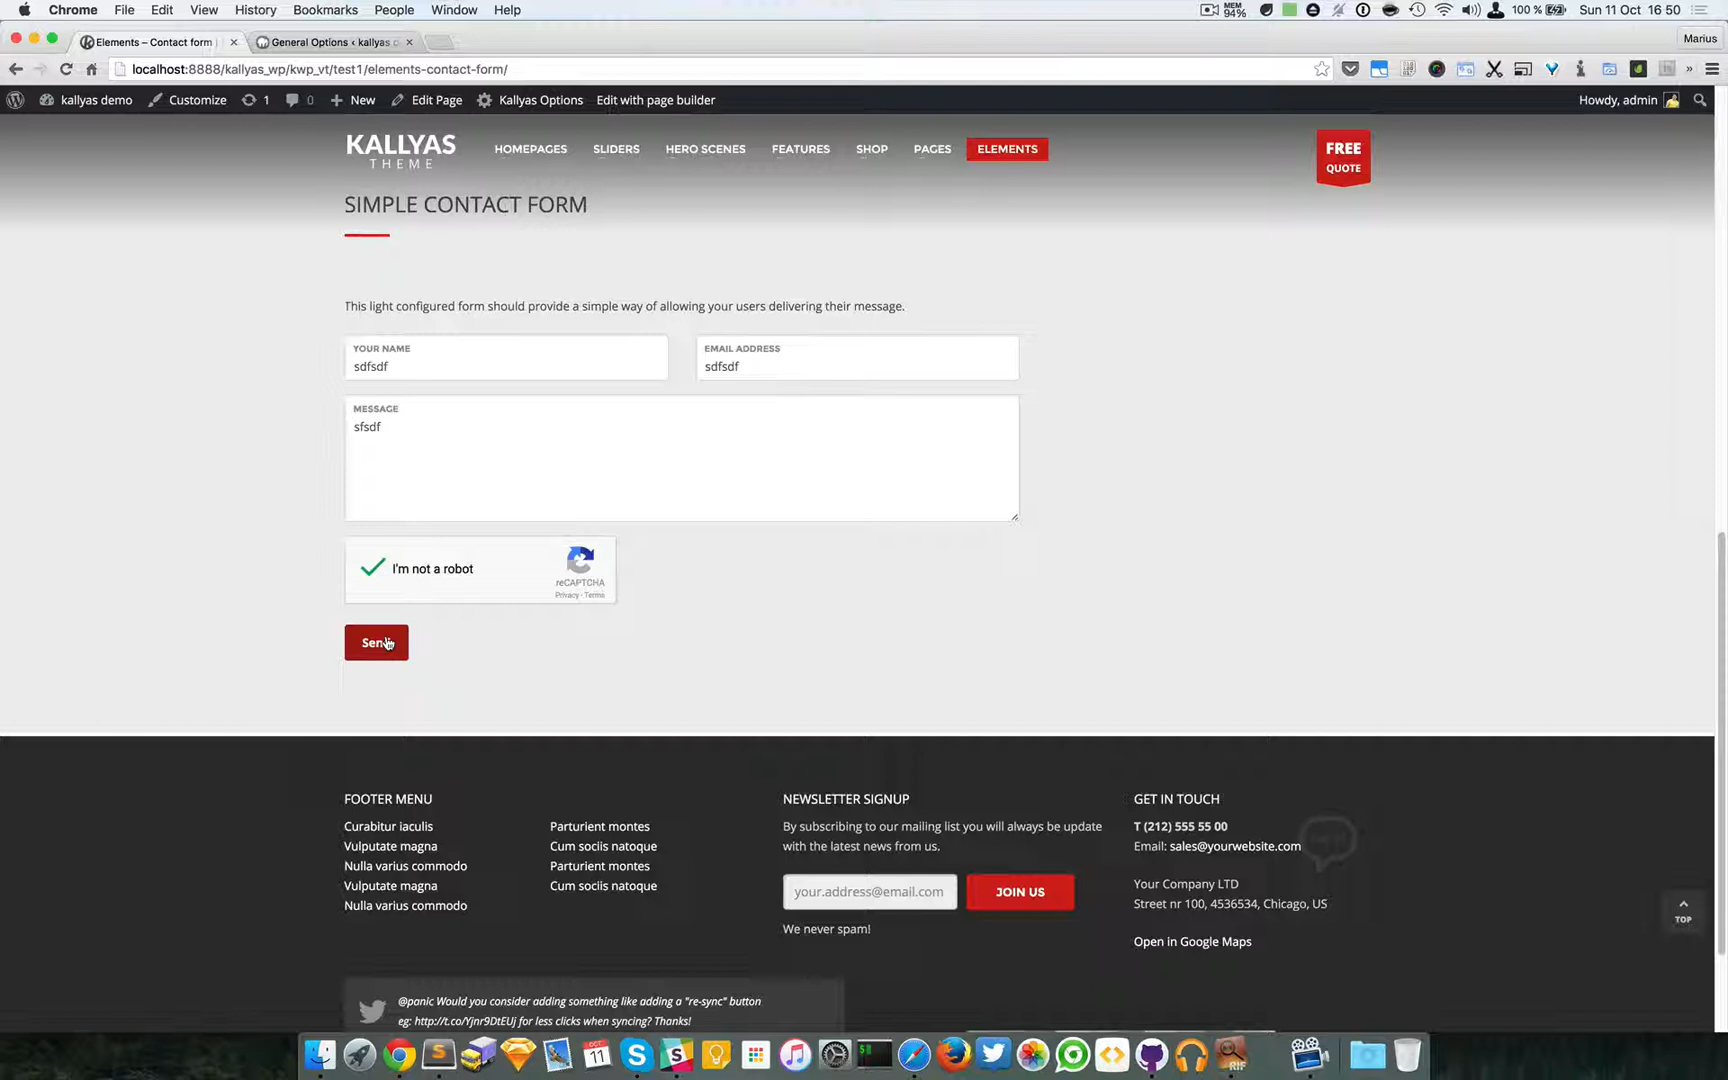 Chrome File Edit View History Bookmarks People Window Help MEM 94% 100 % Sun 11 Oct 16 50
Elements – Contact form General Options ‹ kallyas Marius
localhost:8888/kallyas_wp/kwp_vt/test1/elements-contact-form/
kallyas demo Customize 1 0 New Edit Page Kallyas Options Edit with page builder Howdy, admin
KALLYAS
THEME
HOMEPAGES SLIDERS HERO SCENES FEATURES SHOP PAGES ELEMENTS
FREE
QUOTE
SIMPLE CONTACT FORM
This light configured form should provide a simple way of allowing your users delivering their message.
YOUR NAME
sdfsdf
EMAIL ADDRESS
sdfsdf
MESSAGE
sfsdf
I'm not a robot
reCAPTCHA
Privacy - Terms
FOOTER MENU
Curabitur iaculis
Vulputate magna
Nulla varius commodo
Vulputate magna
Nulla varius commodo
Parturient montes
Cum sociis natoque
Parturient montes
Cum sociis natoque
NEWSLETTER SIGNUP
By subscribing to our mailing list you will always be update
with the latest news from us.
your.address@email.com JOIN US
We never spam!
GET IN TOUCH
T (212) 555 55 00
Email: sales@yourwebsite.com
Your Company LTD
Street nr 100, 4536534, Chicago, US
Open in Google Maps
TOP
@panic Would you consider adding something like adding a "re-sync" button
eg: http://t.co/Yjnr9DtEUj for less clicks when syncing? Thanks!
OCT
11
RIF